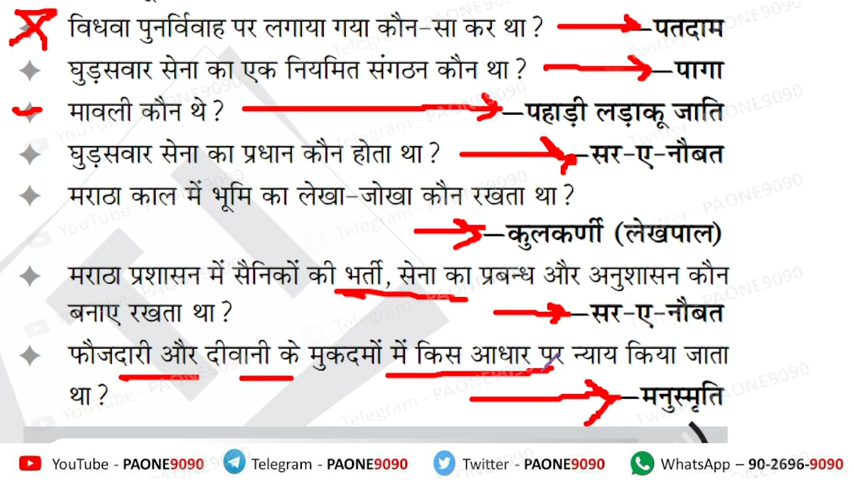 विधवा पुनर्विवाह पर लगाया गया कौन-सा कर था? —पतदाम
घुड़सवार सेना का एक नियमित संगठन कौन था? —पागा
मावली कौन थे? —पहाड़ी लड़ाकू जाति
घुड़सवार सेना का प्रधान कौन होता था? —सर-ए-नौबत
मराठा काल में भूमि का लेखा-जोखा कौन रखता था?
—कुलकर्णी (लेखपाल)
मराठा प्रशासन में सैनिकों की भर्ती, सेना का प्रबन्ध और अनुशासन कौन
बनाए रखता था? —सर-ए-नौबत
फौजदारी और दीवानी के मुकदमों में किस आधार पर न्याय किया जाता
था? —मनुस्मृति
YouTube - PAONE9090 Telegram - PAONE9090 Twitter - PAONE9090 WhatsApp – 90-2696-9090